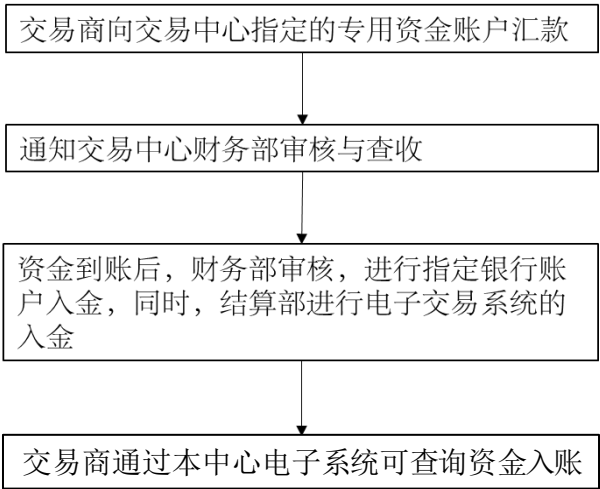 交易商向交易中心指定的专用资金账户汇款
通知交易中心财务部审核与查收
资金到账后，财务部审核，进行指定银行账
户入金，同时，结算部进行电子交易系统的
入金
交易商通过本中心电子系统可查询资金入账